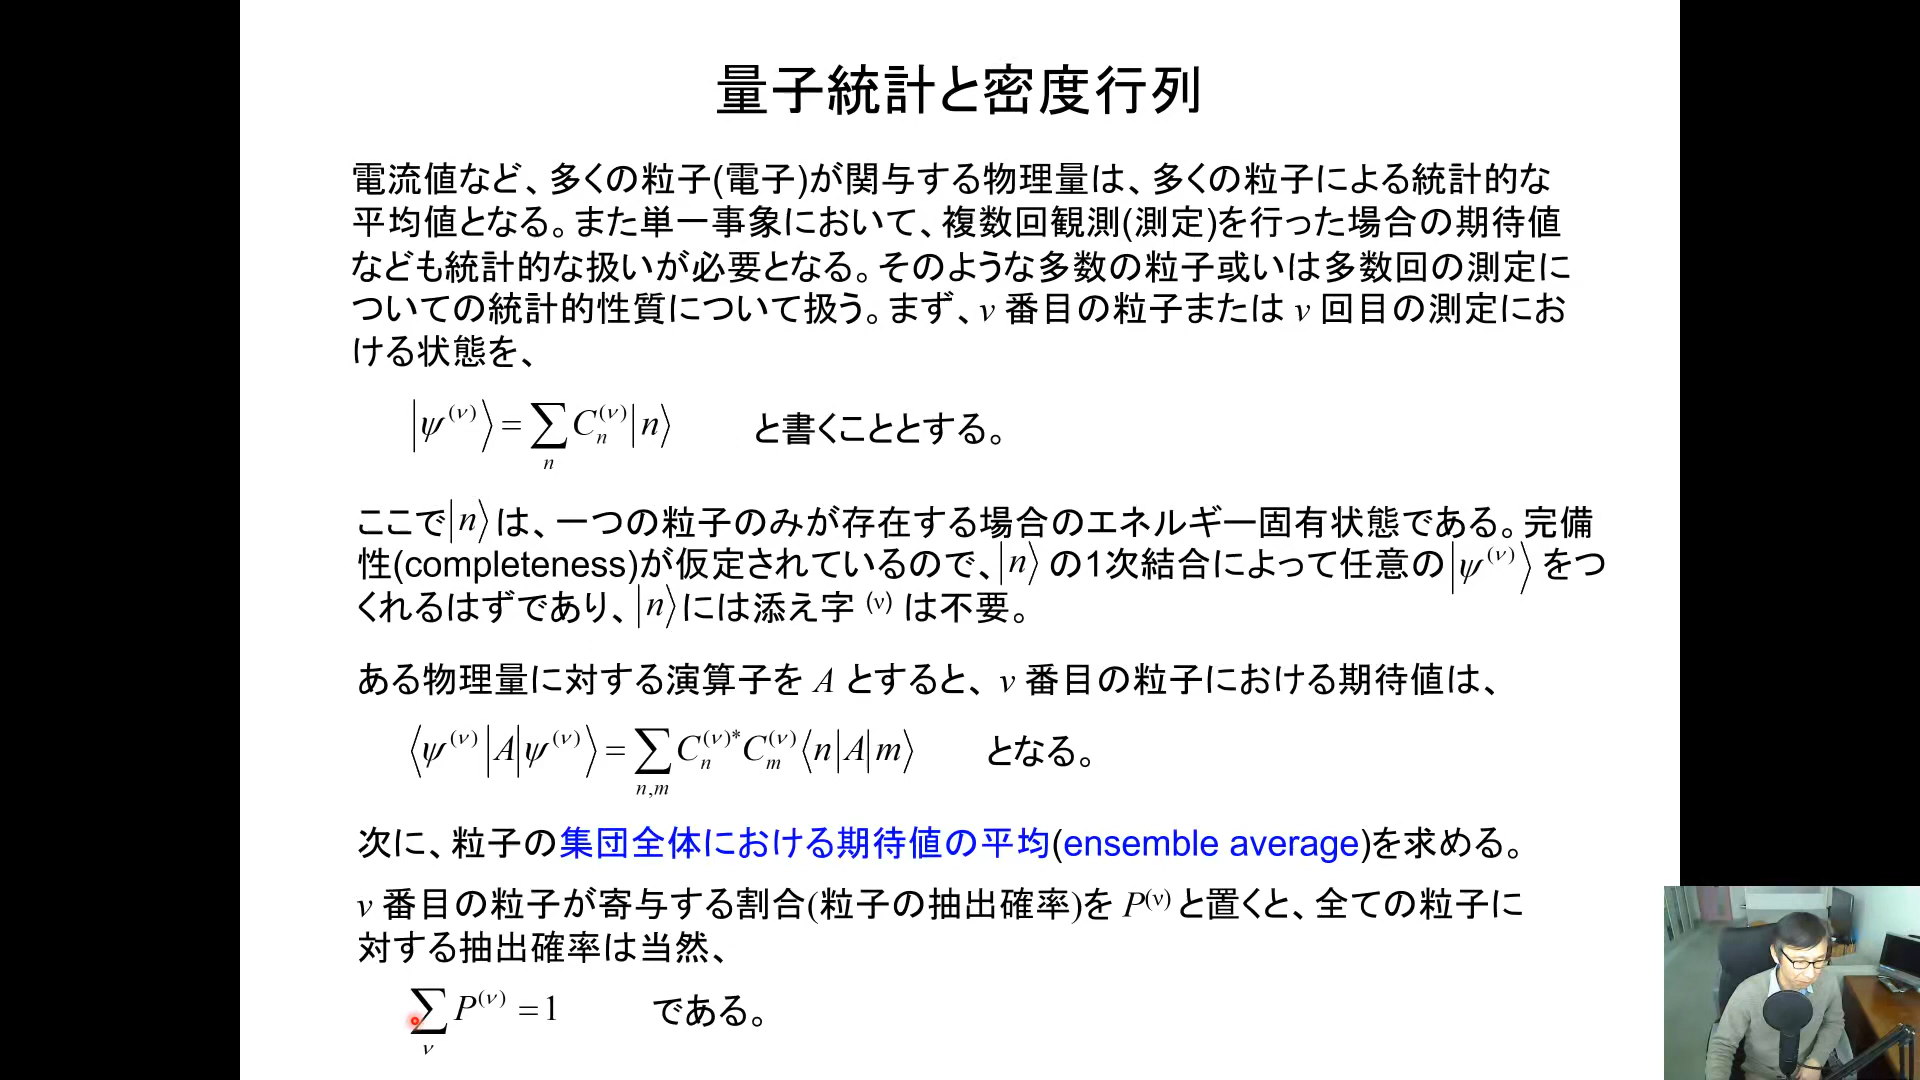 量子統計と密度行列
電流値など、多くの粒子(電子)が関与する物理量は、多くの粒子による統計的な
平均値となる。また単一事象において、複数回観測(測定)を行った場合の期待値
なども統計的な扱いが必要となる。そのような多数の粒子或いは多数回の測定に
ついての統計的性質について扱う。まず、ν 番目の粒子または ν 回目の測定にお
ける状態を、
|ψ^(ν)⟩ = ∑_n C_n^(ν) |n⟩ と書くこととする。
ここで|n⟩は、一つの粒子のみが存在する場合のエネルギー固有状態である。完備
性(completeness)が仮定されているので、|n⟩ の1次結合によって任意の|ψ^(ν)⟩ をつ
くれるはずであり、|n⟩には添え字 (ν) は不要。
ある物理量に対する演算子を A とすると、ν 番目の粒子における期待値は、
⟨ψ^(ν)|A|ψ^(ν)⟩ = ∑_{n,m} C_n^(ν)* C_m^(ν) ⟨n|A|m⟩ となる。
次に、粒子の集団全体における期待値の平均(ensemble average)を求める。
ν 番目の粒子が寄与する割合(粒子の抽出確率)を P(ν) と置くと、全ての粒子に
対する抽出確率は当然、
∑_ν P^(ν) = 1 である。